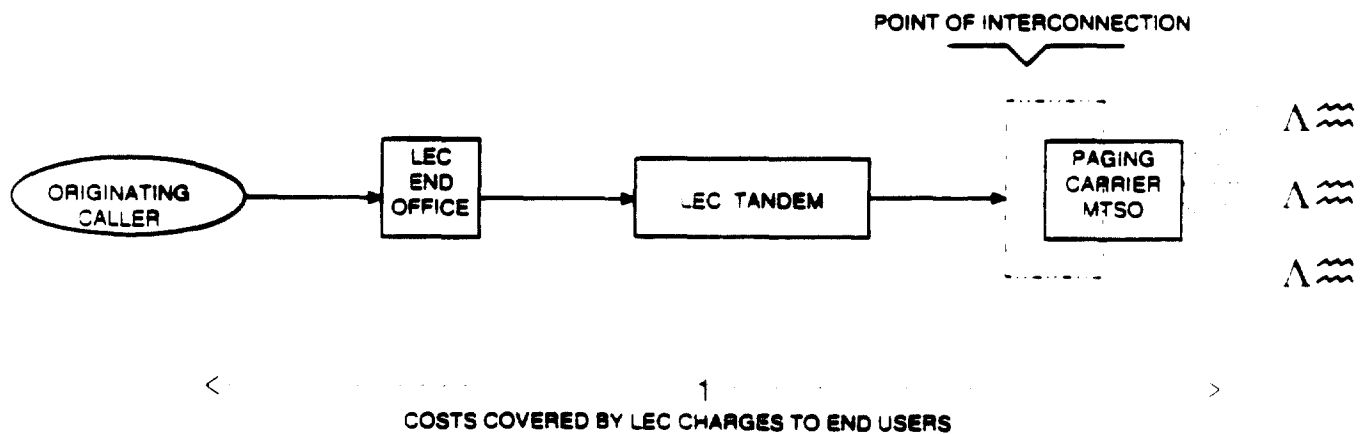 POINT OF INTERCONNECTION
ORIGINATING
CALLER
LEC
END
OFFICE
LEC TANDEM
PAGING
CARRIER
MTSO
1
COSTS COVERED BY LEC CHARGES TO END USERS